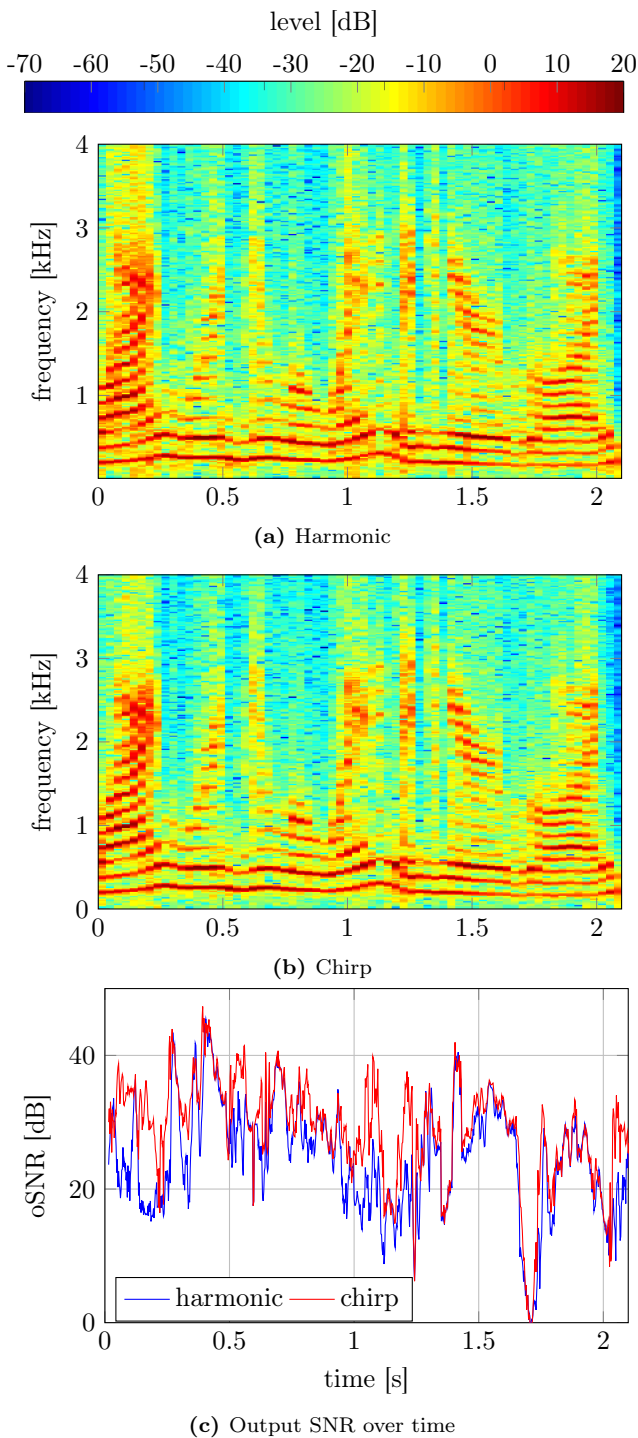 level [dB]
-70 -60 -50 -40 -30 -20 -10 0 10 20
4
3
2
1
frequency [kHz]
0 0.5 1 1.5 2
(a) Harmonic
4
3
2
1
0
frequency [kHz]
0 0.5 1 1.5 2
(b) Chirp
40
20
0
oSNR [dB]
harmonic chirp
0 0.5 1 1.5 2
time [s]
(c) Output SNR over time